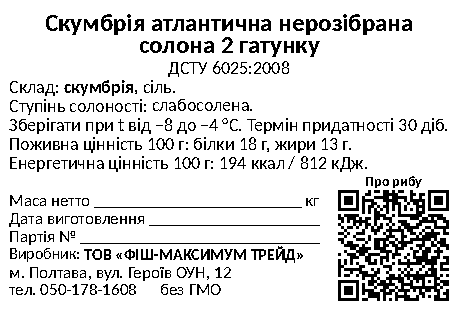 Скумбрія атлантична нерозібрана
солона 2 гатунку
ДСТУ 6025:2008
Склад: скумбрія, сіль.
Ступінь солоності: слабосолена.
Зберігати при t від –8 до –4 °С. Термін придатності 30 діб.
Поживна цінність 100 г: білки 18 г, жири 13 г.
Енергетична цінність 100 г: 194 ккал / 812 кДж.
Про рибу
Маса нетто ____________________ кг
Дата виготовлення ____________________
Партія № ____________________
Виробник: ТОВ «ФІШ-МАКСИМУМ ТРЕЙД»
м. Полтава, вул. Героїв ОУН, 12
тел. 050-178-1608 без ГМО